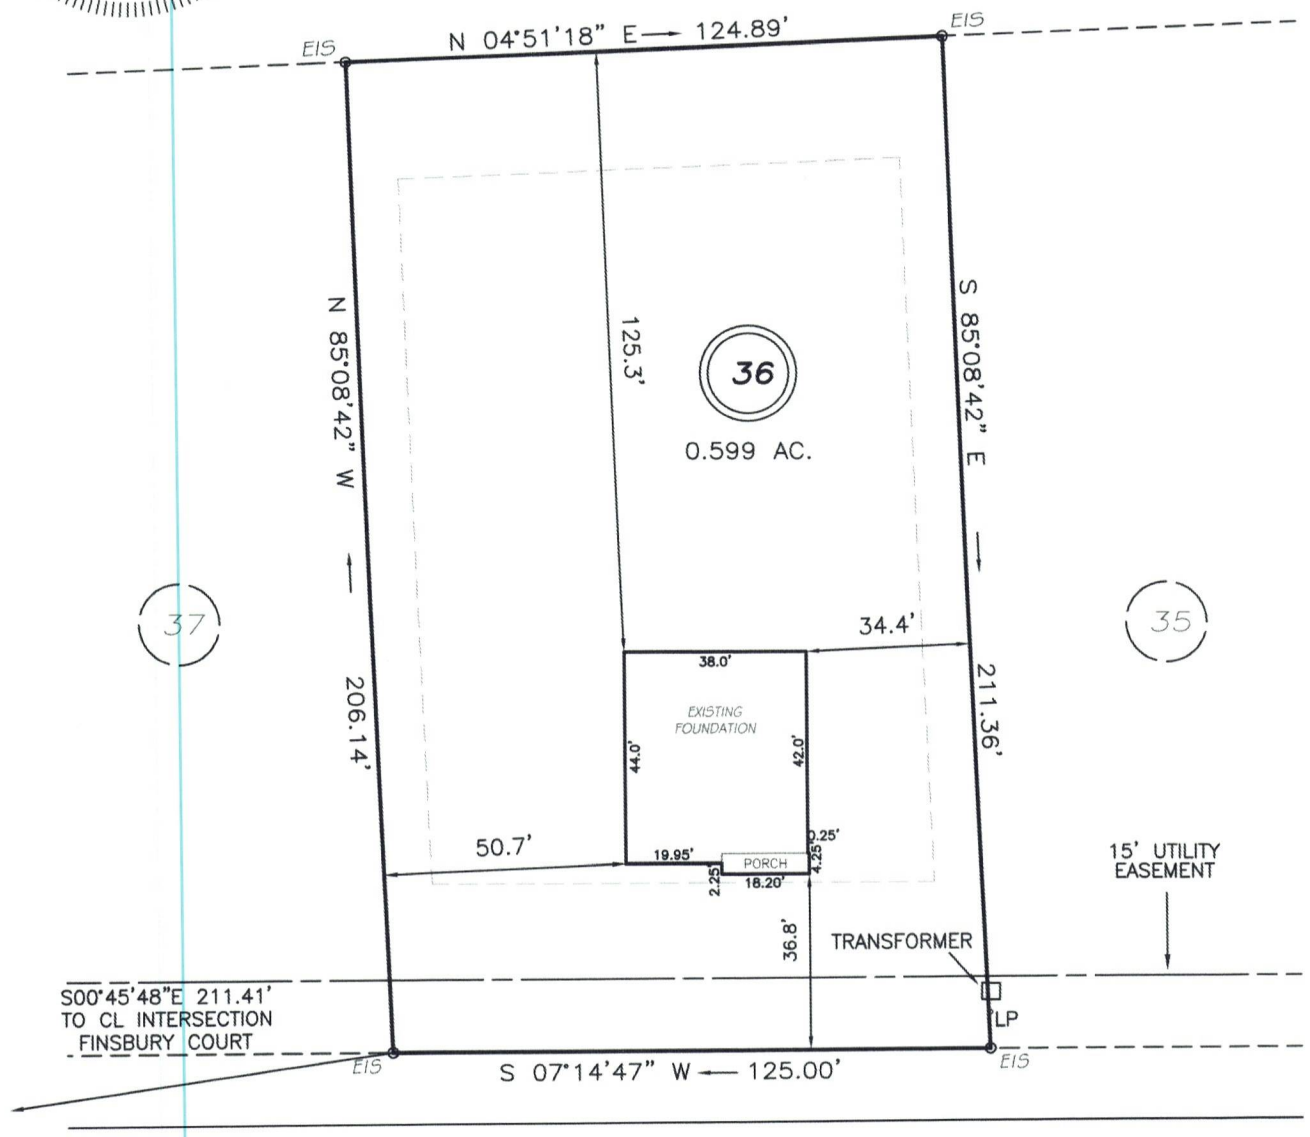 EIS
N 04°51'18" E 124.89'
EIS
N 85°08'42" W
206.14'
125.3'
36
0.599 AC.
S 85°08'42" E
211.36'
37
35
34.4'
38.0'
EXISTING
FOUNDATION
44.0'
42.0'
50.7'
19.95'
2.25'
PORCH
18.20'
0.25'
4.25'
36.8'
TRANSFORMER
LP
15' UTILITY
EASEMENT
S00°45'48"E 211.41'
TO CL INTERSECTION
FINSBURY COURT
EIS
S 07°14'47" W 125.00'
EIS